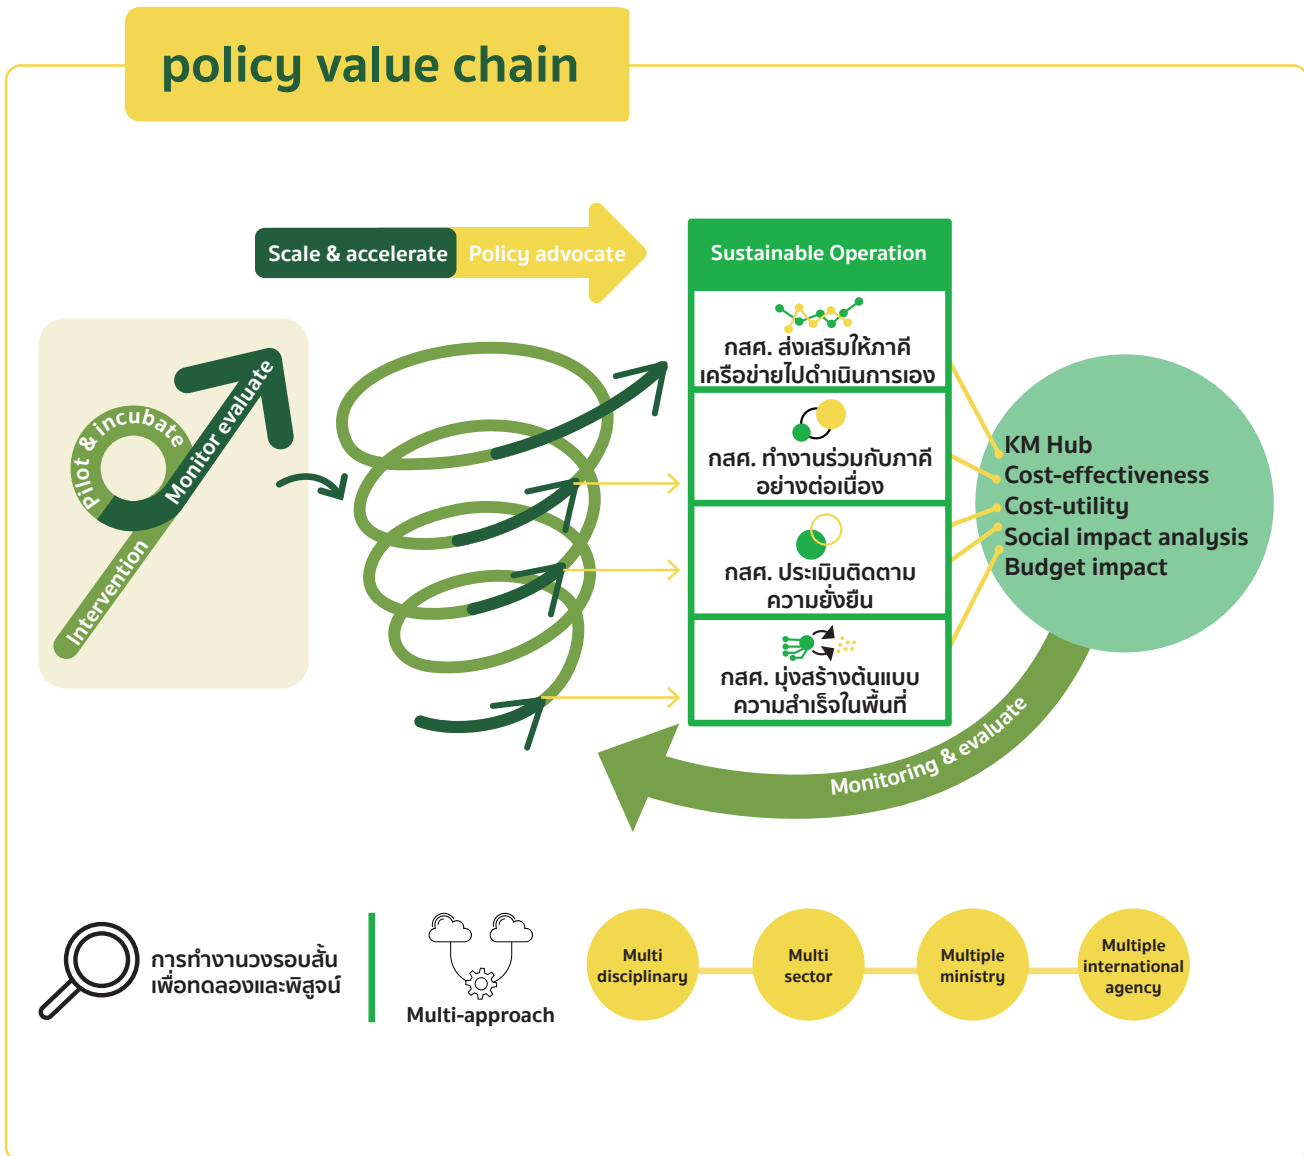 policy value chain
Scale & accelerate
Policy advocate
Pilot & incubate
Monitor evaluate
Intervention
Sustainable Operation
กสศ. ส่งเสริมให้ภาคี
เครือข่ายไปดำเนินการเอง
กสศ. ทำงานร่วมกับภาคี
อย่างต่อเนื่อง
กสศ. ประเมินติดตาม
ความยั่งยืน
กสศ. มุ่งสร้างต้นแบบ
ความสำเร็จในพื้นที่
KM Hub
Cost-effectiveness
Cost-utility
Social impact analysis
Budget impact
Monitoring & evaluate
การทำงานวงรอบสั้น
เพื่อทดลองและพิสูจน์
Multi-approach
Multi
disciplinary
Multi
sector
Multiple
ministry
Multiple
international
agency